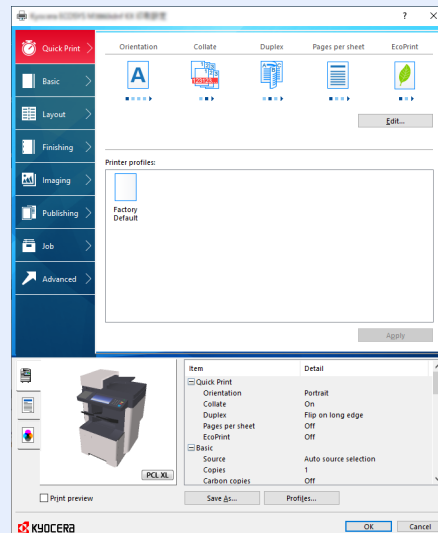 ?
Quick Print
Basic
Layout
Finishing
Imaging
Publishing
Job
Advanced
Orientation Collate Duplex Pages per sheet EcoPrint
A
123
Edit...
Printer profiles:
Factory
Default
Apply
Item Detail
Quick Print
Orientation Portrait
Collate On
Duplex Flip on long edge
Pages per sheet Off
EcoPrint Off
Basic
Source Auto source selection
Copies 1
Carbon copies Off
PCL XL
Print preview
Save As...
Profiles...
KYOCERA
OK
Cancel